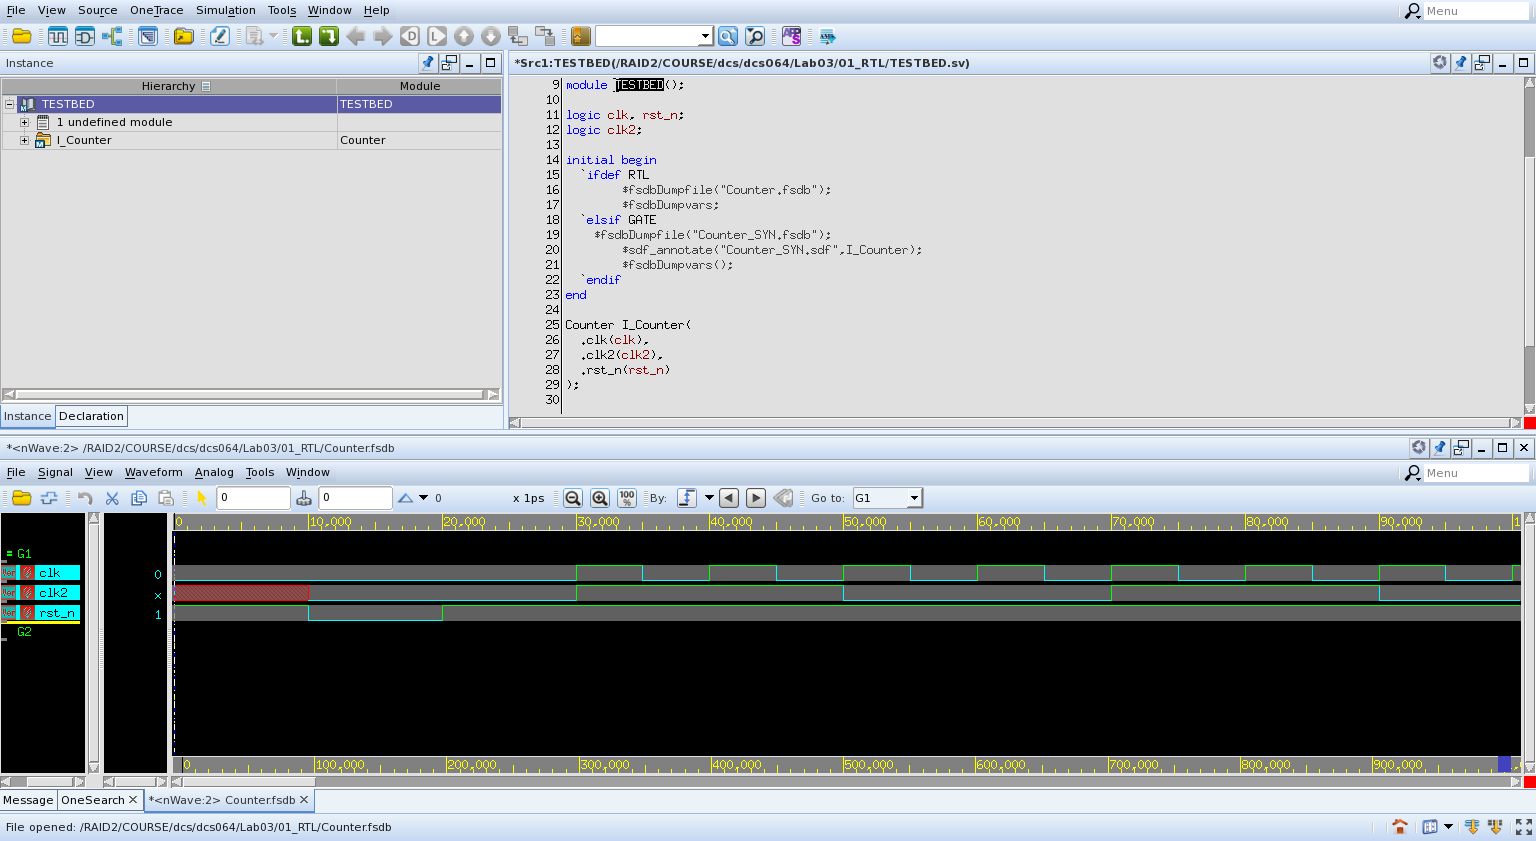 File View Source OneTrace Simulation Tools Window Help
Menu
Instance
*Src1:TESTBED(/RAID2/COURSE/dcs/dcs064/Lab03/01_RTL/TESTBED.sv)
Hierarchy Module
TESTBED TESTBED
1 undefined module
I_Counter Counter
9 module TESTBED();
10
11 logic clk, rst_n;
12 logic clk2;
13
14 initial begin
15 `ifdef RTL
16 $fsdbDumpfile("Counter.fsdb");
17 $fsdbDumpvars;
18 `elsif GATE
19 $fsdbDumpfile("Counter_SYN.fsdb");
20 $sdf_annotate("Counter_SYN.sdf",I_Counter);
21 $fsdbDumpvars();
22 `endif
23 end
24
25 Counter I_Counter(
26 .clk(clk),
27 .clk2(clk2),
28 .rst_n(rst_n)
29 );
30
Instance Declaration
*<nWave:2> /RAID2/COURSE/dcs/dcs064/Lab03/01_RTL/Counter.fsdb
File Signal View Waveform Analog Tools Window
Menu
0 0 0 x 1ps 100% By: Go to: G1
0 10,000 20,000 30,000 40,000 50,000 60,000 70,000 80,000 90,000
= G1
clk 0
clk2 x
rst_n 1
G2
0 100,000 200,000 300,000 400,000 500,000 600,000 700,000 800,000 900,000
Message OneSearch *<nWave:2> Counter.fsdb
File opened: /RAID2/COURSE/dcs/dcs064/Lab03/01_RTL/Counter.fsdb